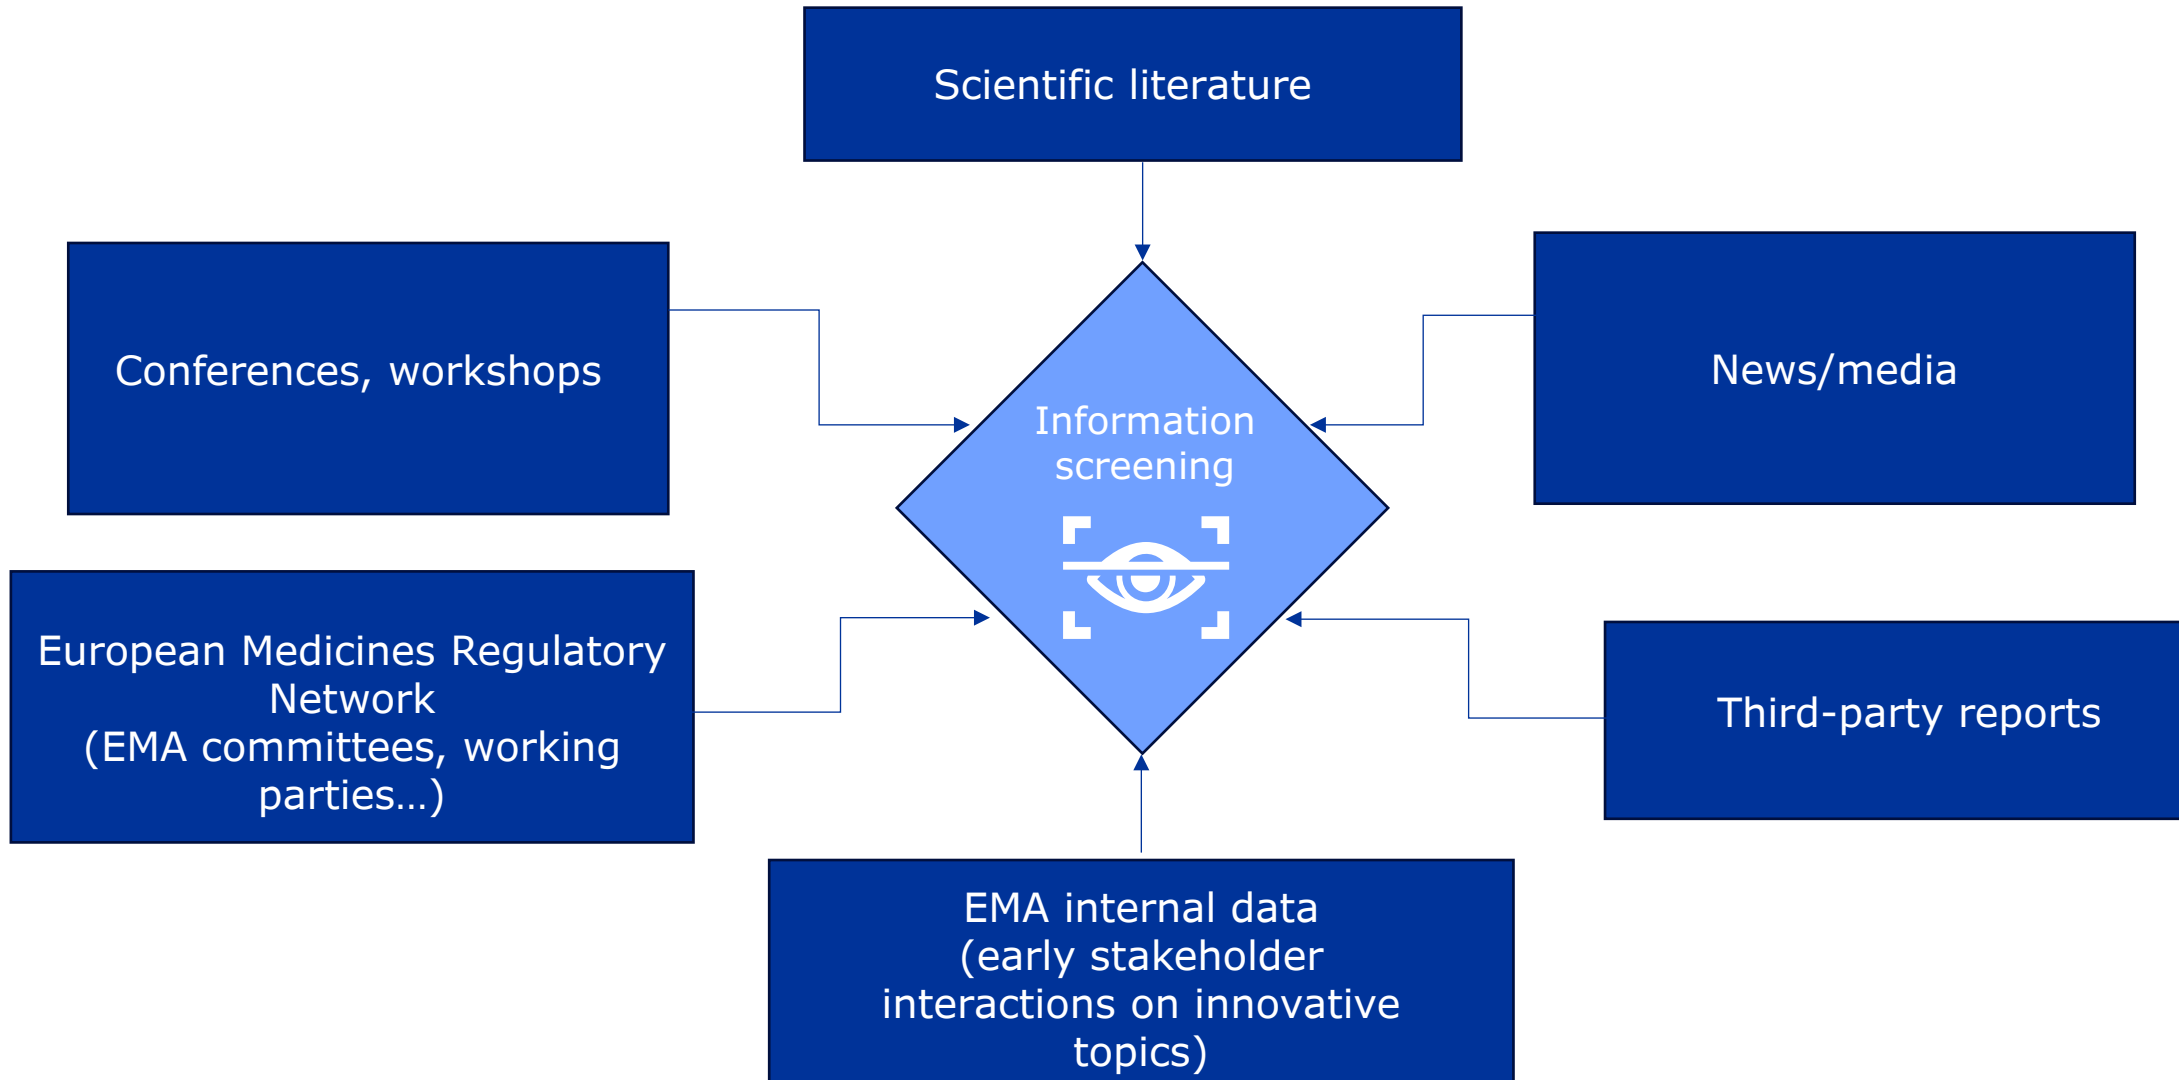 Scientific literature
Conferences, workshops
News/media
Information
screening
European Medicines Regulatory
Network
(EMA committees, working
parties…)
Third-party reports
EMA internal data
(early stakeholder
interactions on innovative
topics)